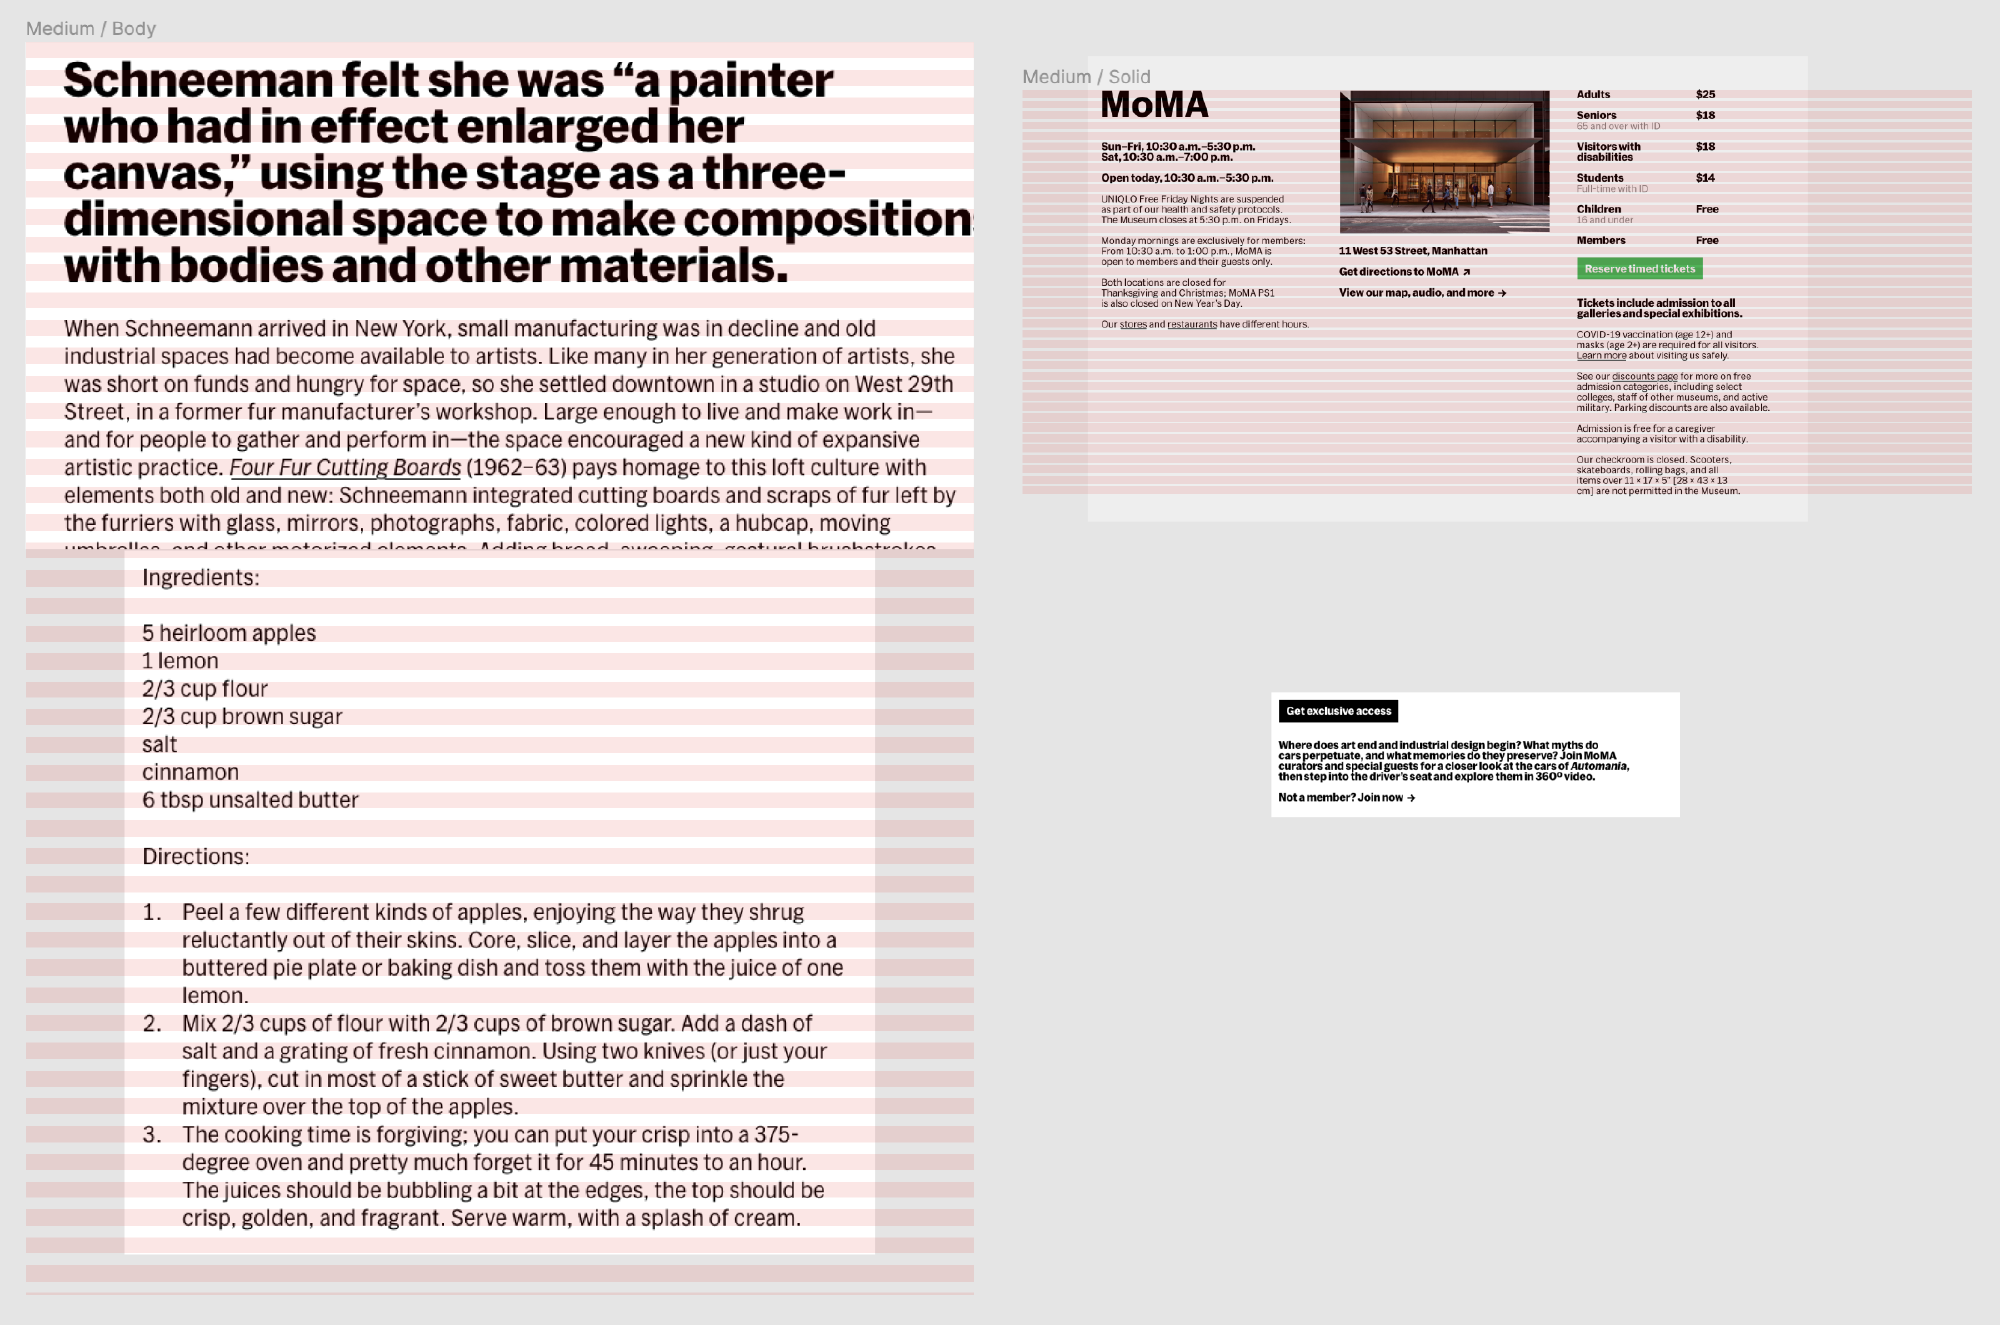 Medium / Body
Schneeman felt she was “a painter
who had in effect enlarged her
canvas,” using the stage as a three-
dimensional space to make composition
with bodies and other materials.
When Schneemann arrived in New York, small manufacturing was in decline and old
industrial spaces had become available to artists. Like many in her generation of artists, she
was short on funds and hungry for space, so she settled downtown in a studio on West 29th
Street, in a former fur manufacturer’s workshop. Large enough to live and make work in—
and for people to gather and perform in—the space encouraged a new kind of expansive
artistic practice. Four Fur Cutting Boards (1962–63) pays homage to this loft culture with
elements both old and new: Schneemann integrated cutting boards and scraps of fur left by
the furriers with glass, mirrors, photographs, fabric, colored lights, a hubcap, moving
umbrellas, and other motorized elements. Adding broad, sweeping, gestural brushstrokes
Ingredients:
5 heirloom apples
1 lemon
2/3 cup flour
2/3 cup brown sugar
salt
cinnamon
6 tbsp unsalted butter
Directions:
1. Peel a few different kinds of apples, enjoying the way they shrug
reluctantly out of their skins. Core, slice, and layer the apples into a
buttered pie plate or baking dish and toss them with the juice of one
lemon.
2. Mix 2/3 cups of flour with 2/3 cups of brown sugar. Add a dash of
salt and a grating of fresh cinnamon. Using two knives (or just your
fingers), cut in most of a stick of sweet butter and sprinkle the
mixture over the top of the apples.
3. The cooking time is forgiving; you can put your crisp into a 375-
degree oven and pretty much forget it for 45 minutes to an hour.
The juices should be bubbling a bit at the edges, the top should be
crisp, golden, and fragrant. Serve warm, with a splash of cream.
Medium / Solid
MoMA
Sun–Fri, 10:30 a.m.–5:30 p.m.
Sat, 10:30 a.m.–7:00 p.m.
Open today, 10:30 a.m.–5:30 p.m.
UNIQLO Free Friday Nights are suspended
as part of our health and safety protocols.
The Museum closes at 5:30 p.m. on Fridays.
Monday mornings are exclusively for members:
From 10:30 a.m. to 1:00 p.m., MoMA is
open to members and their guests only.
Both locations are closed for
Thanksgiving and Christmas; MoMA PS1
is also closed on New Year’s Day.
Our stores and restaurants have different hours.
11 West 53 Street, Manhattan
Get directions to MoMA ↗
View our map, audio, and more →
Adults $25
Seniors $18
65 and over with ID
Visitors with $18
disabilities
Students $14
Full-time with ID
Children Free
16 and under
Members Free
Reserve timed tickets
Tickets include admission to all
galleries and special exhibitions.
COVID-19 vaccination (age 12+) and
masks (age 2+) are required for all visitors.
Learn more about visiting us safely.
See our discounts page for more on free
admission categories, including select
colleges, staff of other museums, and active
military. Parking discounts are also available.
Admission is free for a caregiver
accompanying a visitor with a disability.
Our checkroom is closed. Scooters,
skateboards, rolling bags, and all
items over 11 × 17 × 5" [28 × 43 × 13
cm] are not permitted in the Museum.
Get exclusive access
Where does art end and industrial design begin? What myths do
cars perpetuate, and what memories do they preserve? Join MoMA
curators and special guests for a closer look at the cars of Automania,
then step into the driver’s seat and explore them in 360º video.
Not a member? Join now →